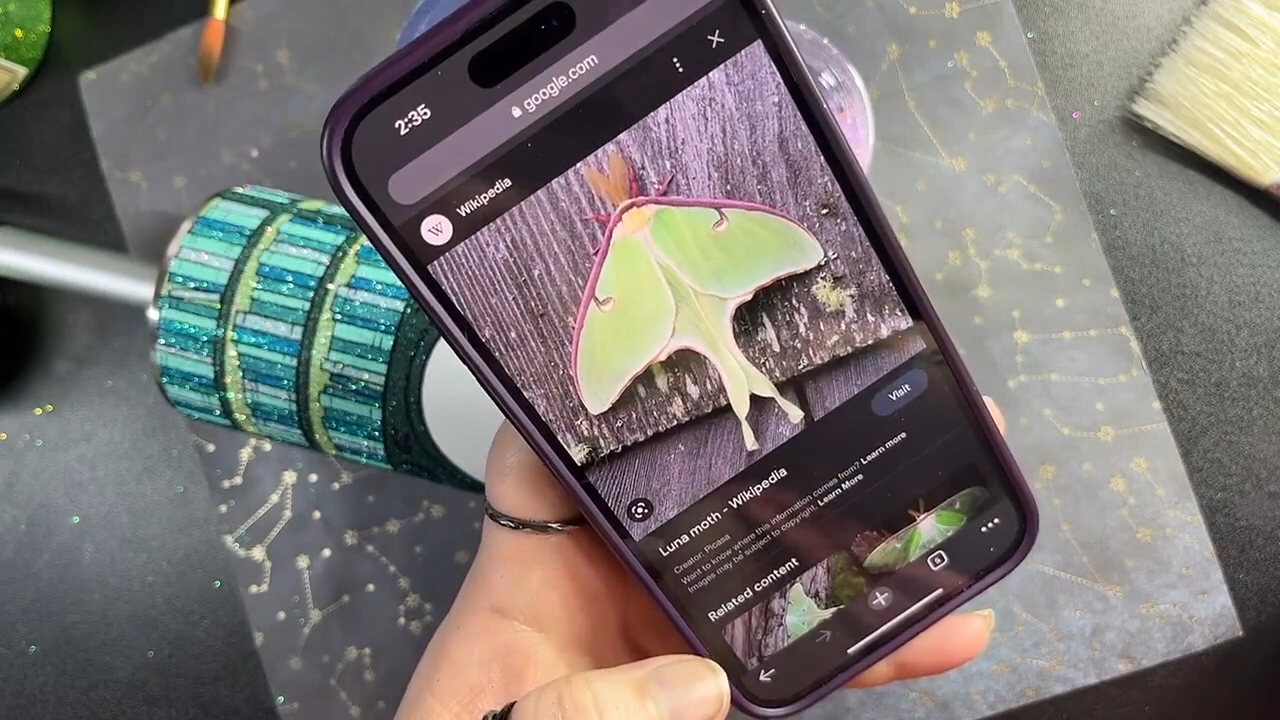 2:35
google.com
W
Wikipedia
Visit
Luna moth - Wikipedia
Creator: Picasa
Want to know where this information comes from? Learn more
Images may be subject to copyright. Learn More
Related content